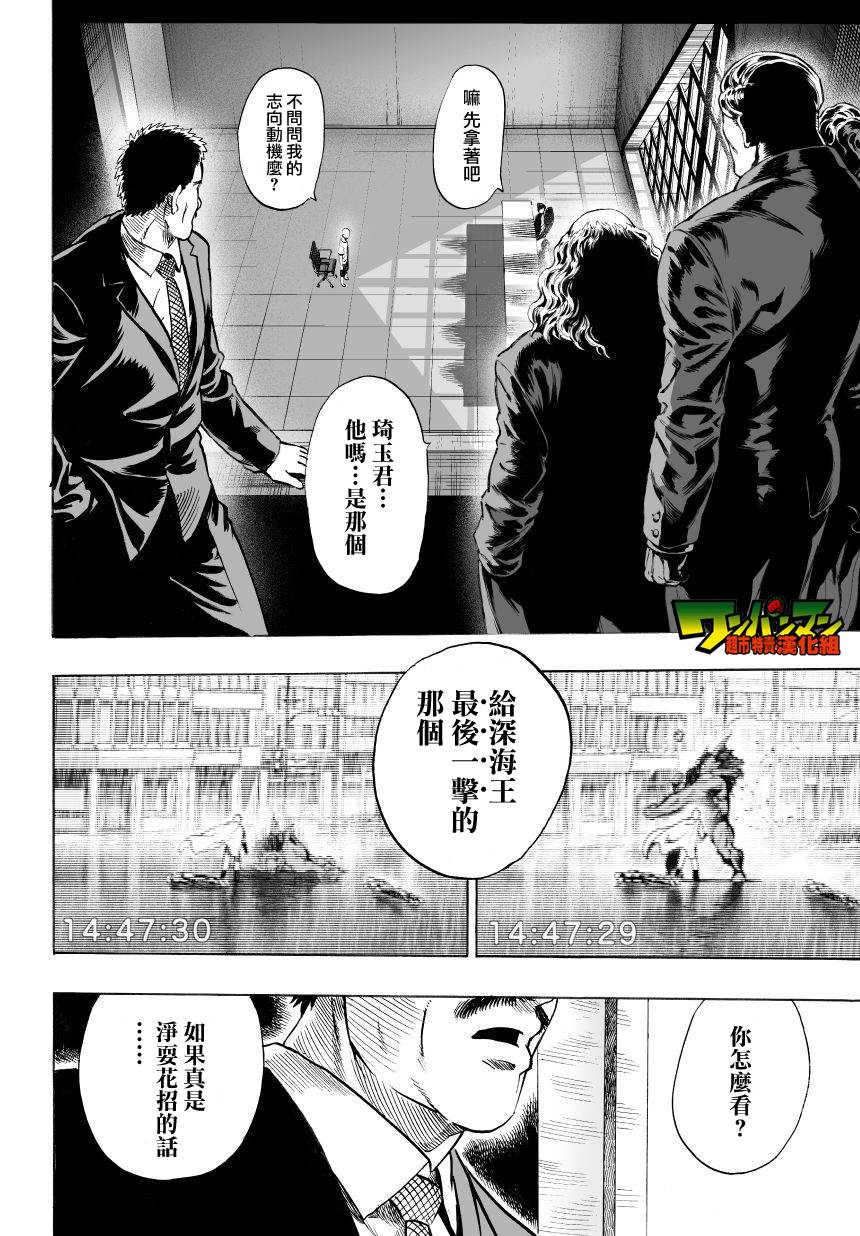 嘛 先拿著吧
不問問我的
志向動機麼?
琦玉君…
他嗎…是那個
ワンパンマン
超市特賣漢化組
給深海王
最後一擊的
那個
14:47:29
14:47:30
你怎麼看?
如果真是
淨耍花招的話
……